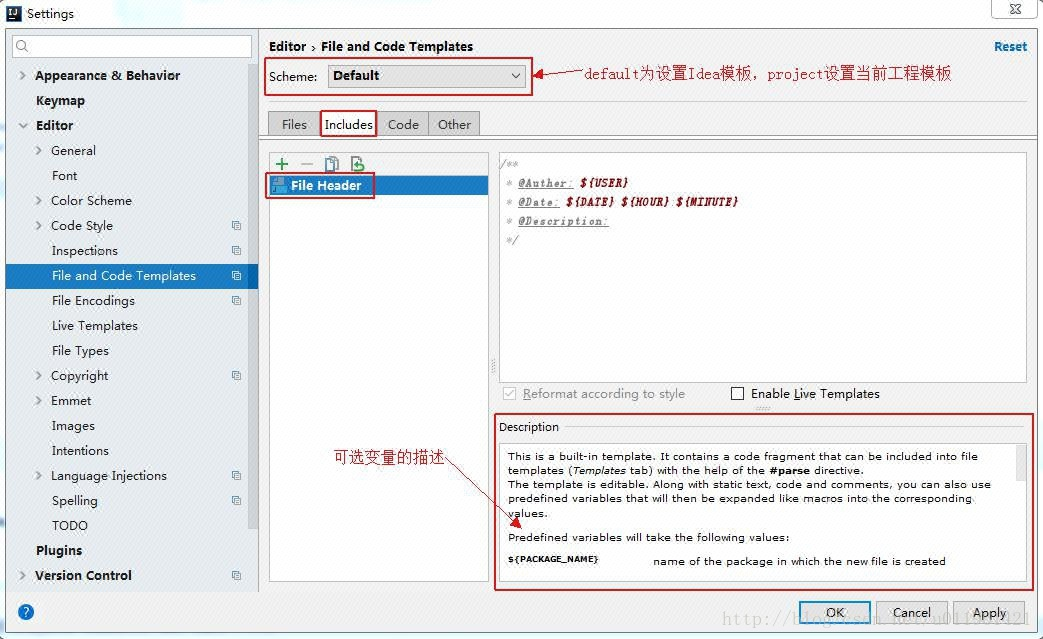 Settings
Editor › File and Code Templates
Reset
Scheme: Default
default为设置Idea模板，project设置当前工程模板
Files Includes Code Other
Appearance & Behavior
Keymap
Editor
General
Font
Color Scheme
Code Style
Inspections
File and Code Templates
File Encodings
Live Templates
File Types
Copyright
Emmet
Images
Intentions
Language Injections
Spelling
TODO
Plugins
Version Control
File Header
/**
* @Auther: ${USER}
* @Date: ${DATE} ${HOUR} ${MINUTE}
* @Description:
*/
Reformat according to style
Enable Live Templates
可选变量的描述
Description
This is a built-in template. It contains a code fragment that can be included into file
templates (Templates tab) with the help of the #parse directive.
The template is editable. Along with static text, code and comments, you can also use
predefined variables that will then be expanded like macros into the corresponding
values.
Predefined variables will take the following values:
${PACKAGE_NAME} name of the package in which the new file is created
?
OK Cancel Apply